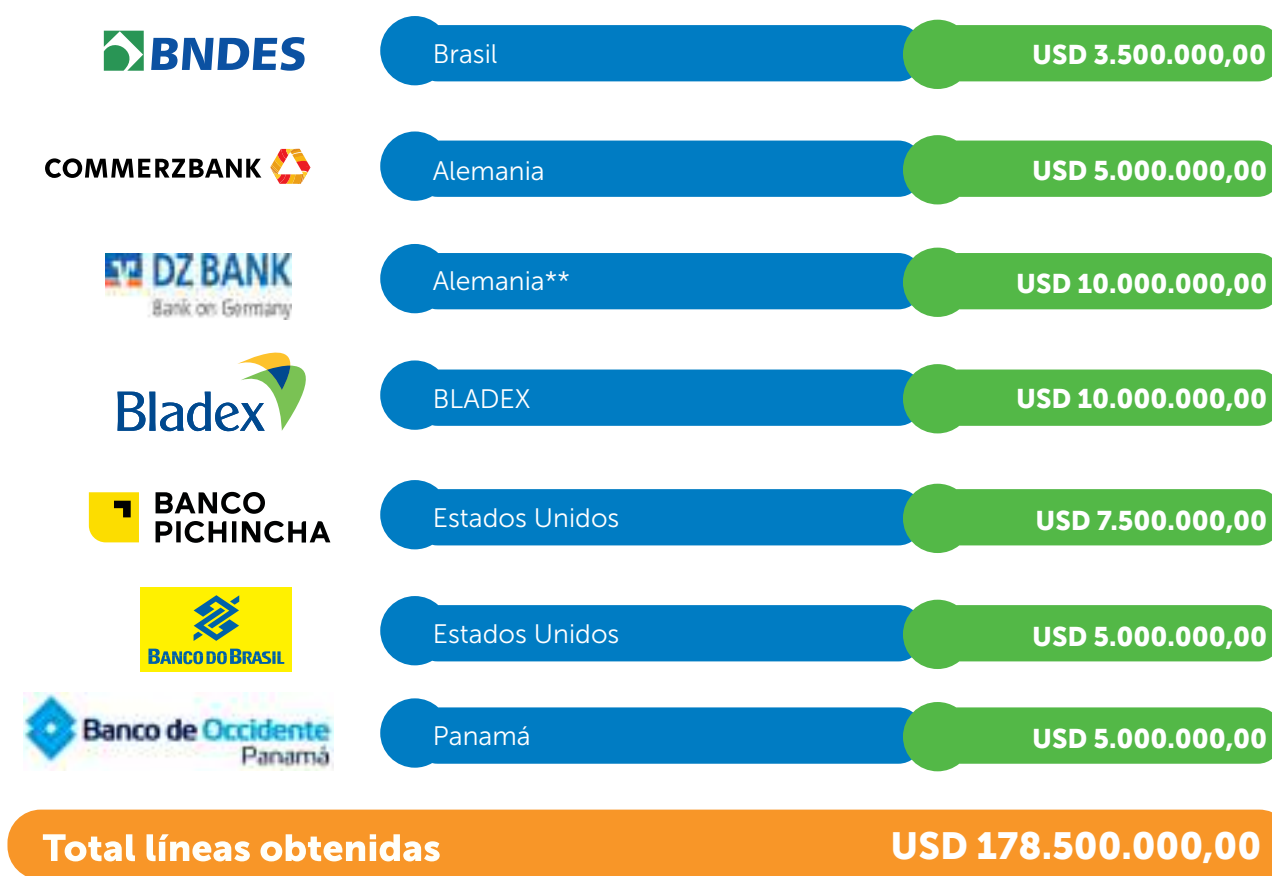 BNDES Brasil USD 3.500.000,00
COMMERZBANK Alemania USD 5.000.000,00
DZ BANK Alemania** USD 10.000.000,00
Bank on Germany
Bladex BLADEX USD 10.000.000,00
BANCO
PICHINCHA Estados Unidos USD 7.500.000,00
BANCO DO BRASIL Estados Unidos USD 5.000.000,00
Banco de Occidente
Panamá Panamá USD 5.000.000,00
Total líneas obtenidas USD 178.500.000,00